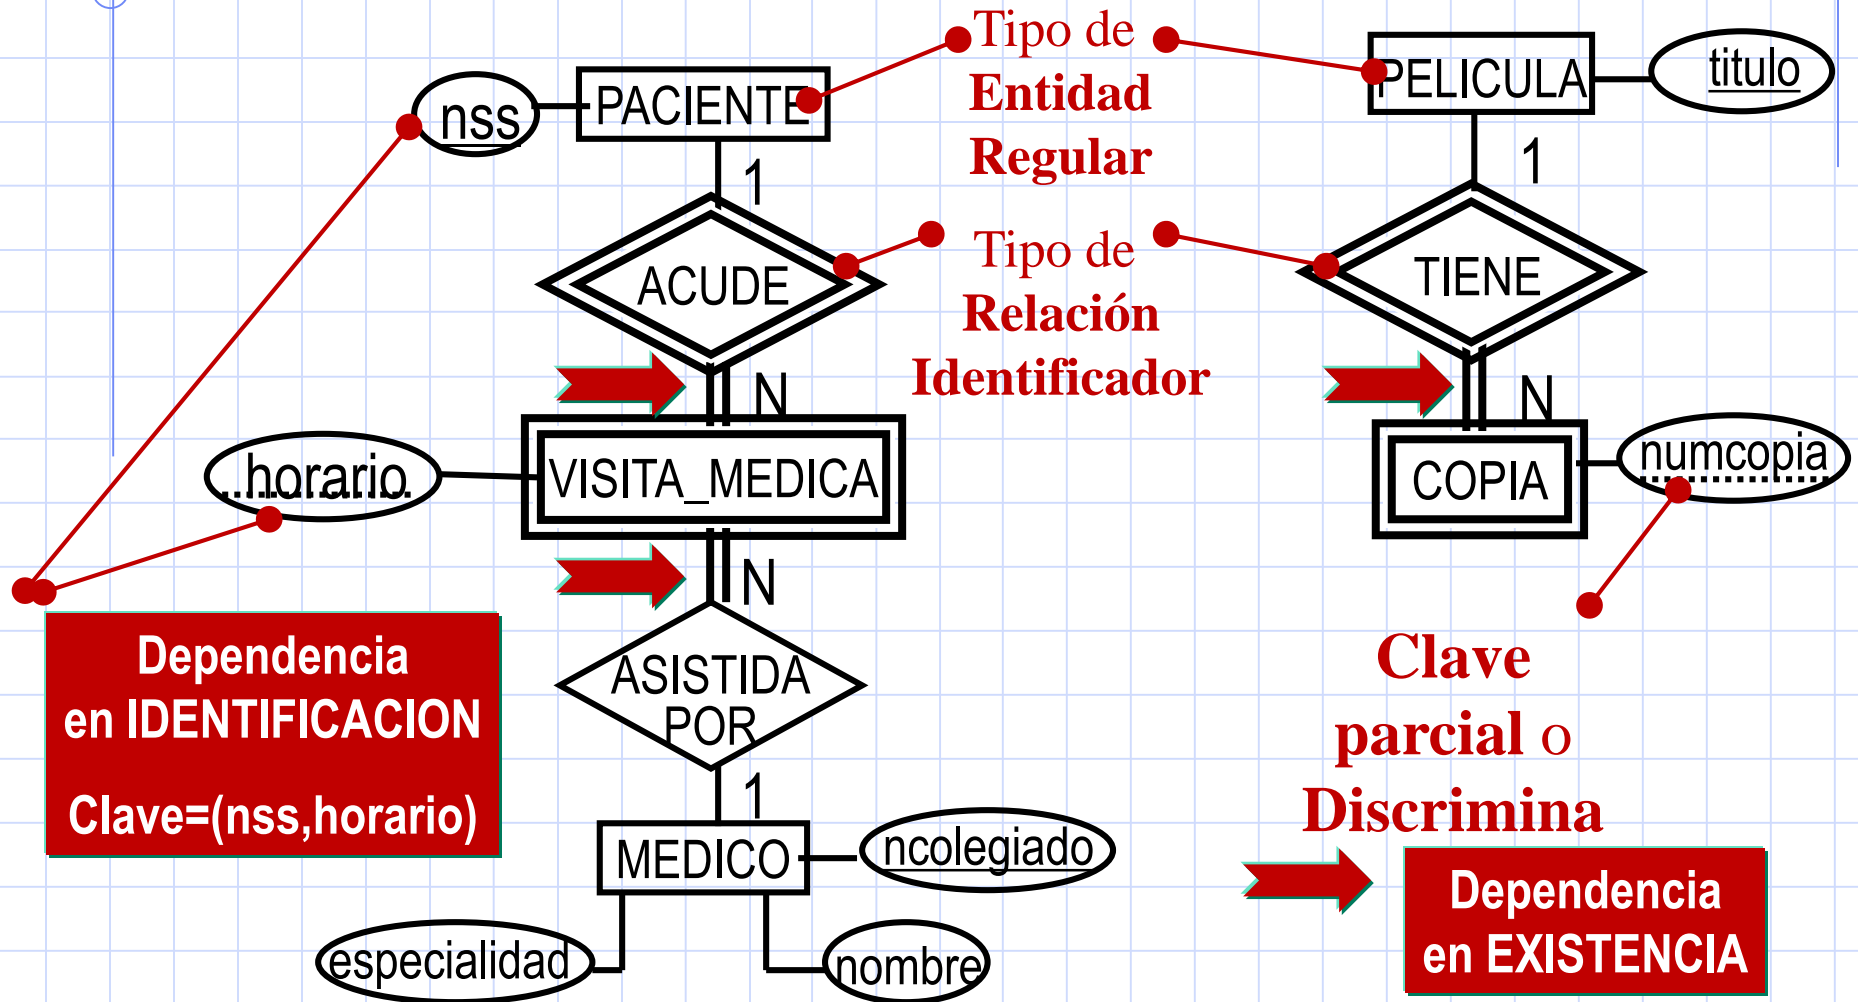 Tipo de
Entidad
Regular
PACIENTE
nss
PELICULA
titulo
1
1
ACUDE
Tipo de
Relación
Identificador
TIENE
N
N
horario
VISITA_MEDICA
COPIA
numcopia
N
Dependencia
en IDENTIFICACION
Clave=(nss,horario)
ASISTIDA
POR
Clave
parcial o
Discrimina
1
MEDICO
ncolegiado
especialidad
nombre
Dependencia
en EXISTENCIA